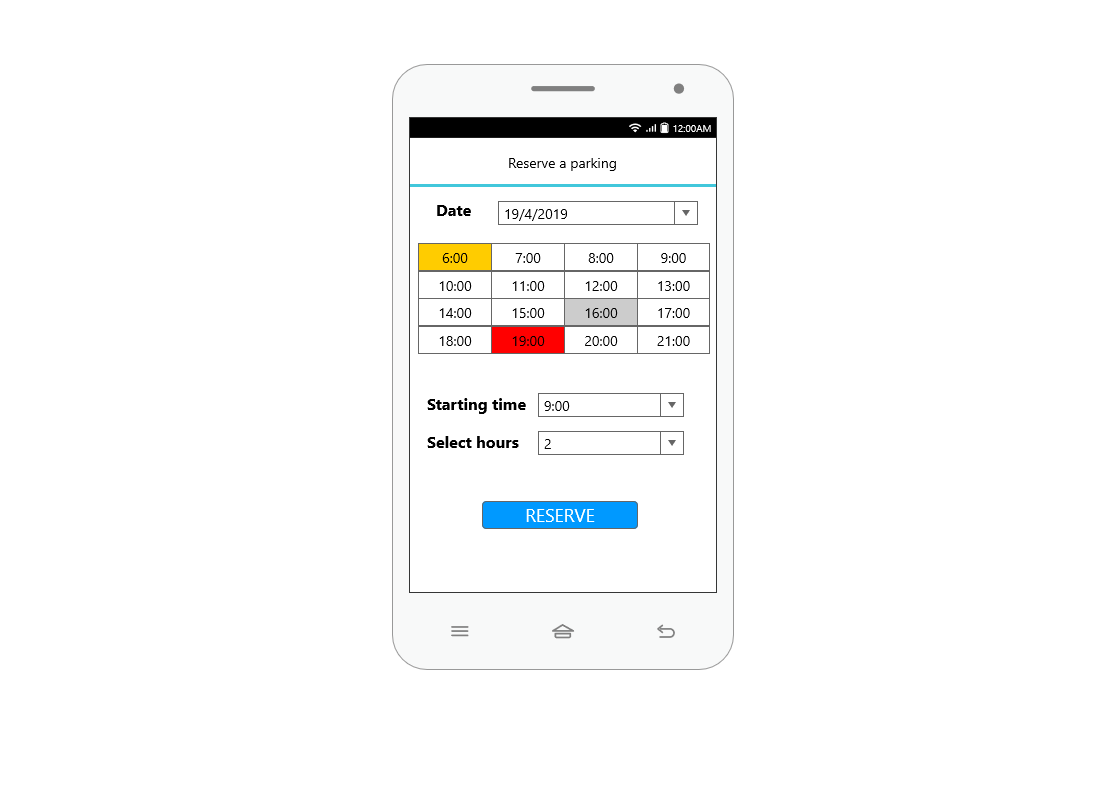 12:00AM
Reserve a parking
Date 19/4/2019
6:00 7:00 8:00 9:00
10:00 11:00 12:00 13:00
14:00 15:00 16:00 17:00
18:00 19:00 20:00 21:00
Starting time 9:00
Select hours 2
RESERVE